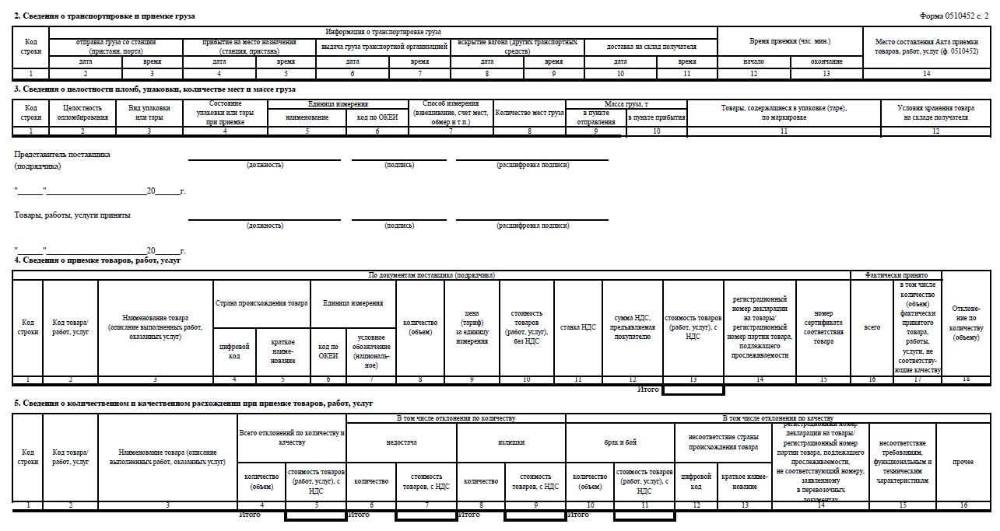 2. Сведения о транспортировке и приемке груза
Форма 0510452 с. 2
Код
строки
Информация о транспортировке груза
Время приемки (час. мин.)
Место составления Акта приемки
товаров, работ, услуг (ф. 0510452)
отправка груза со станции
(пристани, порта)
прибытие на место назначения
(станция, пристань)
выдача груза транспортной организацией
вскрытие вагона (других транспортных
средств)
доставка на склад получателя
дата время дата время дата время дата время дата время начало окончание
1 2 3 4 5 6 7 8 9 10 11 12 13 14
3. Сведения о целостности пломб, упаковки, количестве мест и массе груза
Код
строки
Целостность
опломбирования
Вид упаковки
или тары
Состояние
упаковки или тары
при приемке
Единица измерения
наименование код по ОКЕИ
Способ измерения
(взвешивание, счет мест,
обмер и т.п.)
Количество мест груза
Масса груза, т
в пункте
отправления
в пункте прибытия
Товары, содержащиеся в упаковке (таре),
по маркировке
Условия хранения товара
на складе получателя
1 2 3 4 5 6 7 8 9 10 11 12
Представитель поставщика
(подрядчика)
(должность) (подпись) (расшифровка подписи)
"______"________________________20______г.
Товары, работы, услуги приняты
(должность) (подпись) (расшифровка подписи)
"______"________________________20______г.
4. Сведения о приемке товаров, работ, услуг
По документам поставщика (подрядчика)
Фактически принято
Код
строки
Код товара/
работ, услуг
Наименование товара
(описание выполненных работ,
оказанных услуг)
Страна происхождения товара
цифровой
код
краткое
наиме-
нование
Единица измерения
код по
ОКЕИ
условное
обозначение
(националь-
ное)
количество
(объем)
цена
(тариф)
за единицу
измерения
стоимость
товаров
(работ, услуг),
без НДС
ставка НДС
сумма НДС,
предъявляемая
покупателю
стоимость товаров
(работ, услуг), с
НДС
регистрационный
номер декларации
на товары/
регистрационный
номер партии товара,
подлежащего
прослеживаемости
номер
сертификата
соответствия
товара
всего
в том числе
количество
(объем)
фактически
принятого
товара,
работы,
услуги, не
соответству-
ющие качеству
Отклоне-
ние по
количеству
(объему)
1 2 3 4 5 6 7 8 9 10 11 12 13 14 15 16 17 18
Итого
5. Сведения о количественном и качественном расхождении при приемке товаров, работ, услуг
Код
строки
Код товара/
работ, услуг
Наименование товара (описание
выполненных работ, оказанных услуг)
Всего отклонений по количеству и
качеству
количество
(объем)
стоимость товаров
(работ, услуг), с
НДС
В том числе отклонения по количеству
недостача
количество
стоимость
товаров, с НДС
излишки
количество
стоимость
товаров, с НДС
В том числе отклонения по качеству
брак и бой
количество
(объем)
стоимость товаров
(работ, услуг), с
НДС
несоответствие страны
происхождения товара
цифровой
код
краткое наиме-
нование
регистрационный номер
декларации на товары/
регистрационный номер
партии товара, подлежащего
прослеживаемости,
не соответствующий номеру,
заявленному
в перевозочных
документах
несоответствие
требованиям,
функциональным и
техническим
характеристикам
прочее
1 2 3 4 5 6 7 8 9 10 11 12 13 14 15 16
Итого Итого Итого Итого